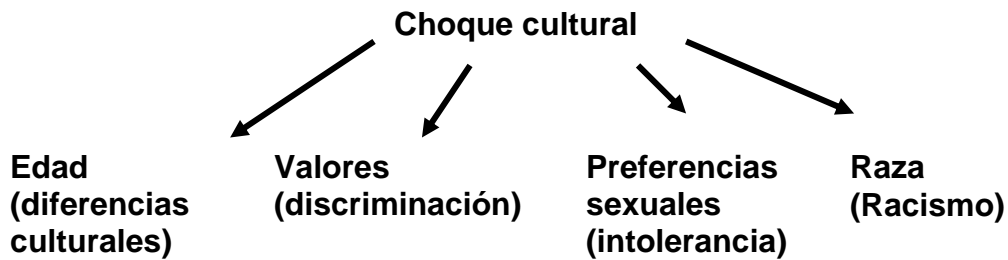 Choque cultural
Edad
(diferencias
culturales)
Valores
(discriminación)
Preferencias
sexuales
(intolerancia)
Raza
(Racismo)